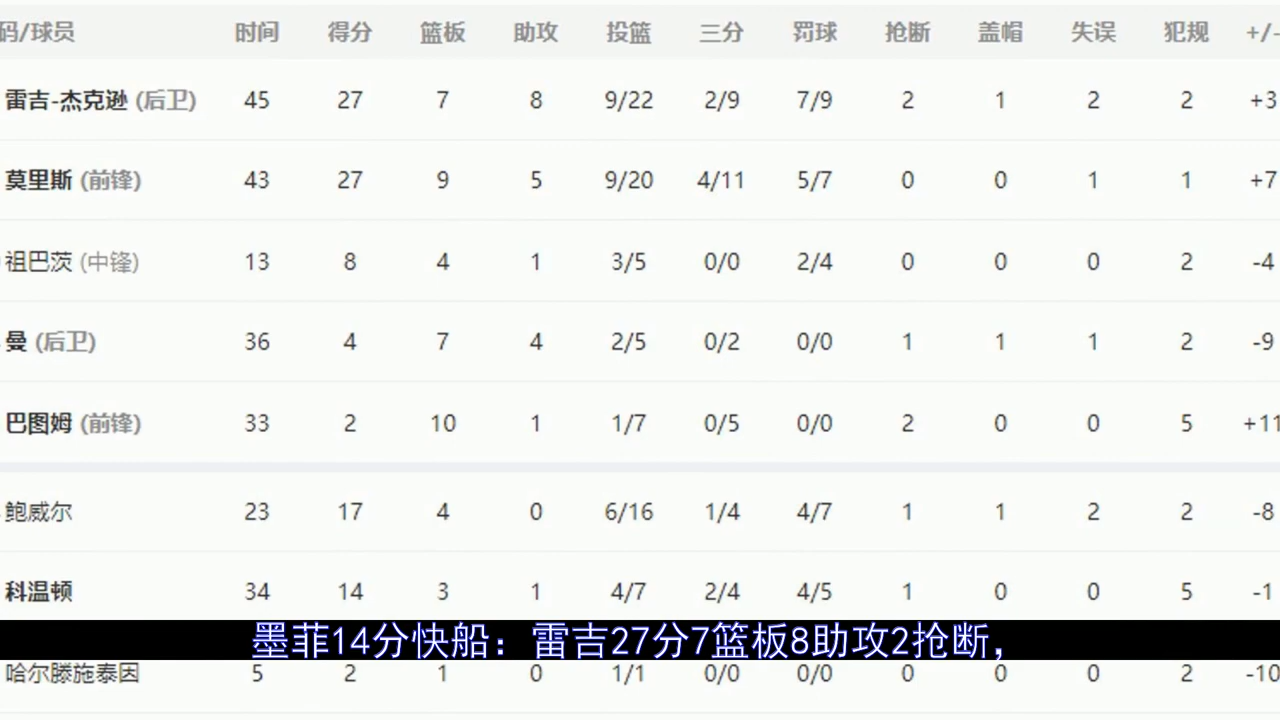 码/球员 时间 得分 篮板 助攻 投篮 三分 罚球 抢断 盖帽 失误 犯规 +/-
雷吉-杰克逊 (后卫) 45 27 7 8 9/22 2/9 7/9 2 1 2 2 +3
莫里斯 (前锋) 43 27 9 5 9/20 4/11 5/7 0 0 1 1 +7
祖巴茨 (中锋) 13 8 4 1 3/5 0/0 2/4 0 0 0 2 -4
曼 (后卫) 36 4 7 4 2/5 0/2 0/0 1 1 1 2 -9
巴图姆 (前锋) 33 2 10 1 1/7 0/5 0/0 2 0 0 5 +11
鲍威尔 23 17 4 0 6/16 1/4 4/7 1 1 2 2 -8
科温顿 34 14 3 1 4/7 2/4 4/5 1 0 0 5 -1
墨菲14分快船：雷吉27分7篮板8助攻2抢断，
哈尔滕施泰因 5 2 1 0 1/1 0/0 0/0 0 0 0 2 -10